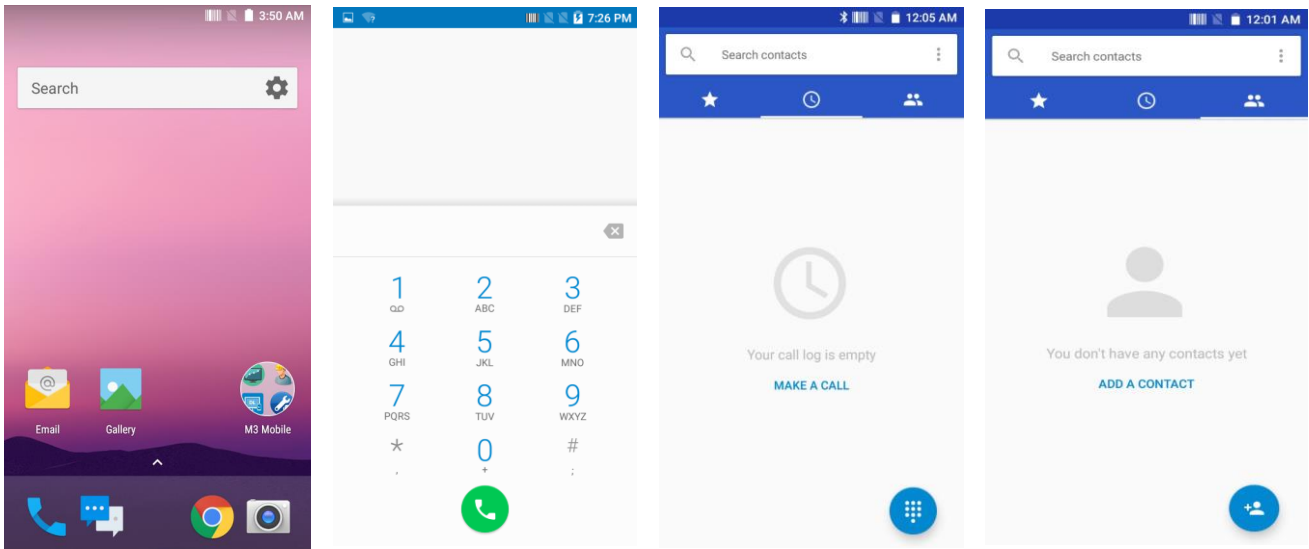 3:50 AM
Search
Email
Gallery
M3 Mobile
7:26 PM
1
2
3
ABC
DEF
4
5
6
GHI
JKL
MNO
7
8
9
PQRS
TUV
WXYZ
*
0
#
,
+
;
12:05 AM
Search contacts
Your call log is empty
MAKE A CALL
12:01 AM
Search contacts
You don't have any contacts yet
ADD A CONTACT